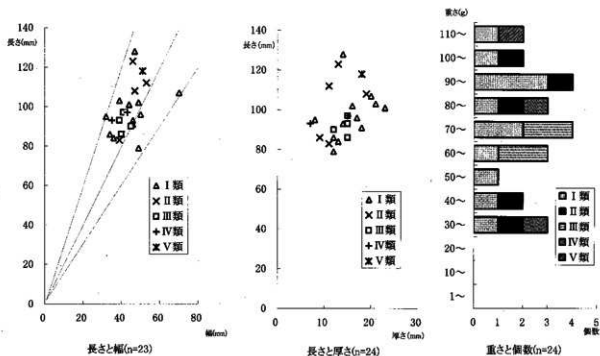 長さ(mm)
140
120
100
80
60
40
20
0
0
20
40
60
80
幅(mm)
Ⅰ類
Ⅱ類
Ⅲ類
Ⅳ類
Ⅴ類
長さと幅(n=23)
140
長さ(mm)
120
100
80
60
40
20
0
0
10
20
30
厚さ(mm)
Ⅰ類
Ⅱ類
Ⅲ類
Ⅳ類
Ⅴ類
長さと厚さ(n=24)
重さ(g)
110~
100~
90~
80~
70~
60~
50~
40~
30~
20~
10~
1~
0
1
2
3
4
5
個数
Ⅰ類
Ⅱ類
Ⅲ類
Ⅳ類
Ⅴ類
重さと個数(n=24)